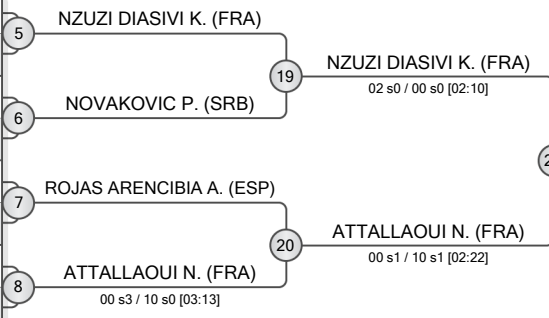 NZUZI DIASIVI K. (FRA)
5
19
NZUZI DIASIVI K. (FRA)
02 s0 / 00 s0 [02:10]
NOVAKOVIC P. (SRB)
6
ROJAS ARENCIBIA A. (ESP)
7
20
ATTALLAOUI N. (FRA)
00 s1 / 10 s1 [02:22]
ATTALLAOUI N. (FRA)
8
00 s3 / 10 s0 [03:13]